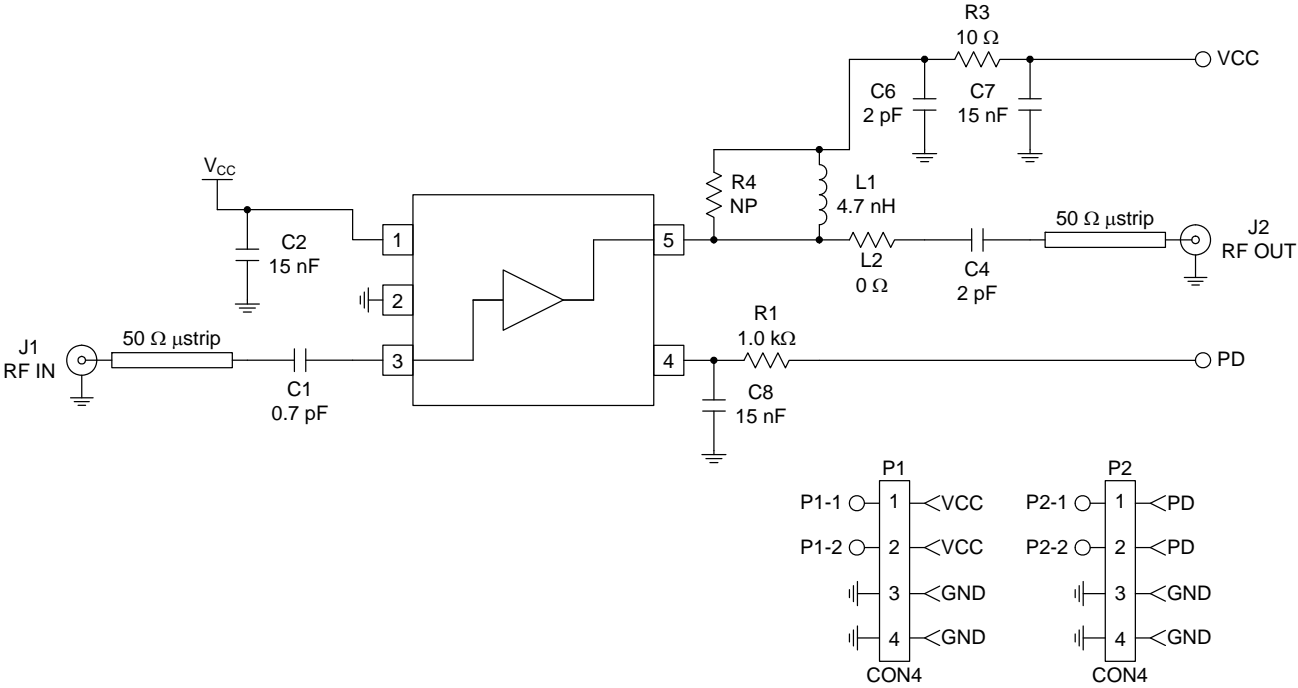 R3
10 Ω
VCC
C6
2 pF
C7
15 nF
VCC
R4
NP
L1
4.7 nH
C2
15 nF
1
5
50 Ω μstrip
J2
RF OUT
L2
0 Ω
C4
2 pF
2
R1
1.0 kΩ
J1
RF IN
50 Ω μstrip
C1
0.7 pF
3
4
PD
C8
15 nF
P1
P2
P1-1
1
VCC
P2-1
1
PD
P1-2
2
VCC
P2-2
2
PD
3
GND
3
GND
4
GND
4
GND
CON4
CON4